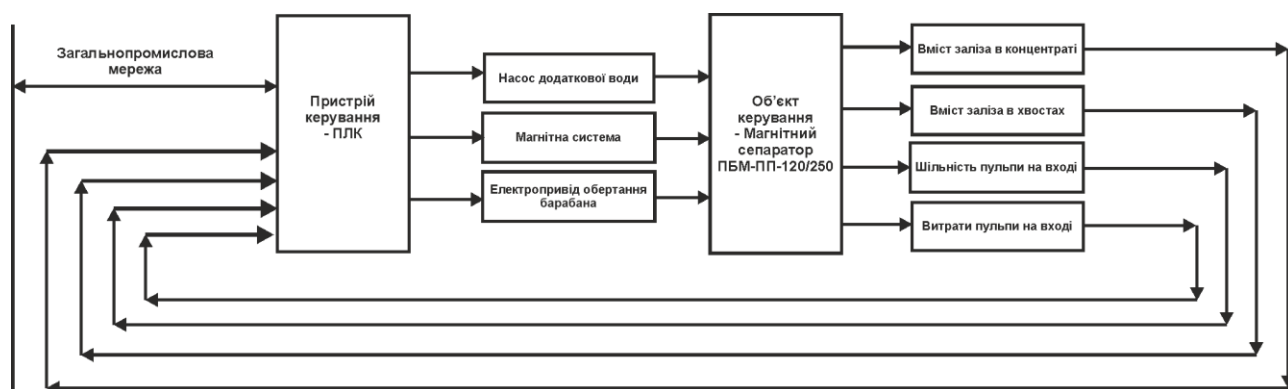 Загальнопромислова
мережа
Пристрій
керування
- ПЛК
Насос додаткової води
Магнітна система
Електропривід обертання
барабана
Об'єкт
керування
- Магнітний
сепаратор
ПБМ-ПП-120/250
Вміст заліза в концентраті
Вміст заліза в хвостах
Шільність пульпи на вході
Витрати пульпи на вході